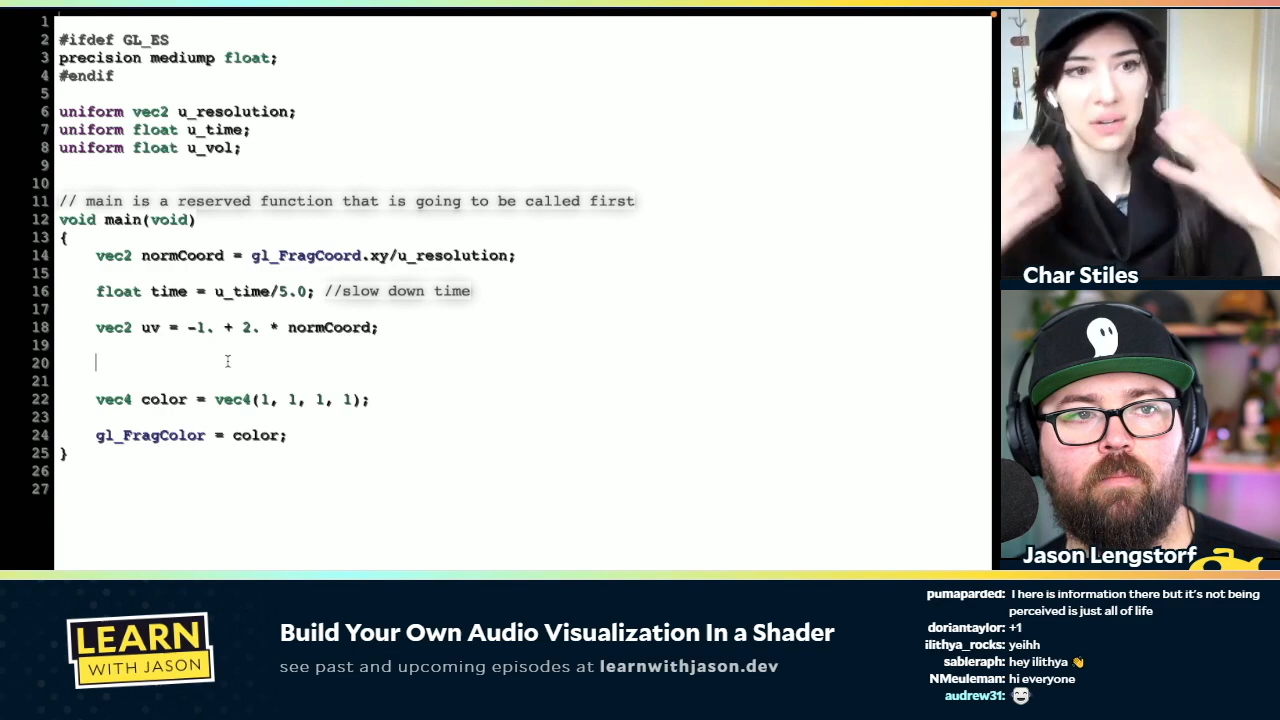 1
2 #ifdef GL_ES
3 precision mediump float;
4 #endif
5
6 uniform vec2 u_resolution;
7 uniform float u_time;
8 uniform float u_vol;
9
10
11 // main is a reserved function that is going to be called first
12 void main(void)
13 {
14 vec2 normCoord = gl_FragCoord.xy/u_resolution;
15
16 float time = u_time/5.0; //slow down time
17
18 vec2 uv = -1. + 2. * normCoord;
19
20
21
22 vec4 color = vec4(1, 1, 1, 1);
23
24 gl_FragColor = color;
25 }
26
27
Char Stiles
Jason Lengstorf
LEARN
WITH JASON
Build Your Own Audio Visualization In a Shader
see past and upcoming episodes at learnwithjason.dev
pumaparded: I here is information there but it's not being
perceived is just all of life
doriantaylor: +1
ilithya_rocks: yeihh
sableraph: hey ilithya 👋
NMeuleman: hi everyone
audrew31: